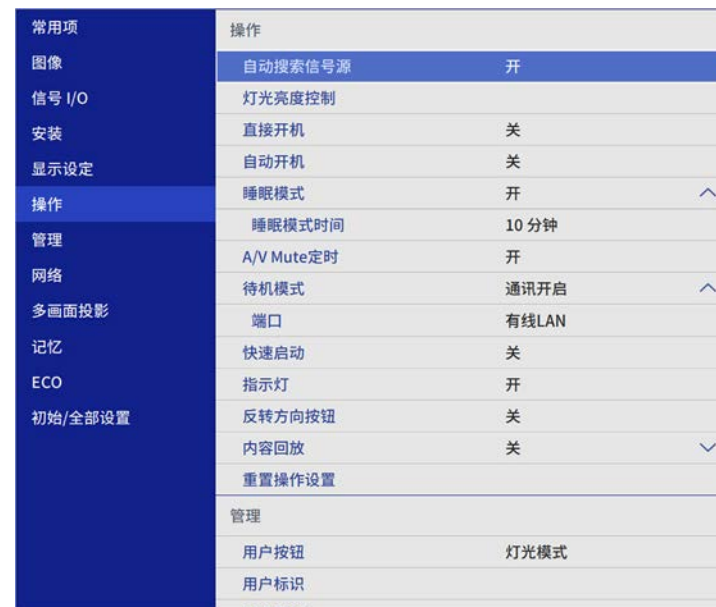 常用项
图像
信号 I/O
安装
显示设定
操作
管理
网络
多画面投影
记忆
ECO
初始/全部设置
操作
自动搜索信号源 开
灯光亮度控制
直接开机 关
自动开机 关
睡眠模式 开
睡眠模式时间 10 分钟
A/V Mute定时 开
待机模式 通讯开启
端口 有线LAN
快速启动 关
指示灯 开
反转方向按钮 关
内容回放 关
重置操作设置
管理
用户按钮 灯光模式
用户标识